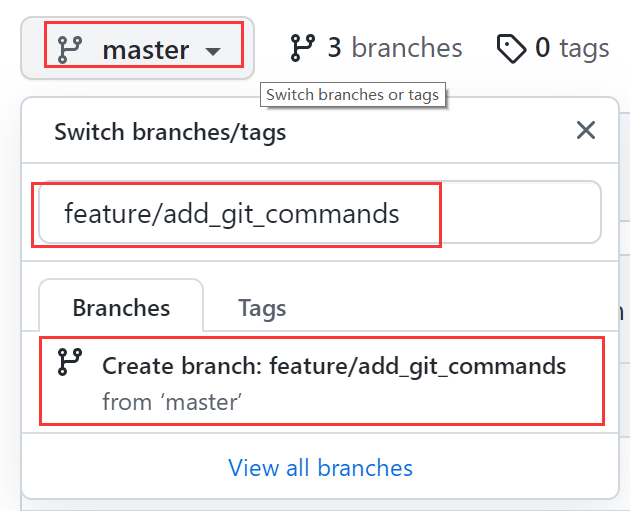 master 3 branches 0 tags
Switch branches or tags
Switch branches/tags
feature/add_git_commands
Branches Tags
Create branch: feature/add_git_commands
from ‘master’
View all branches